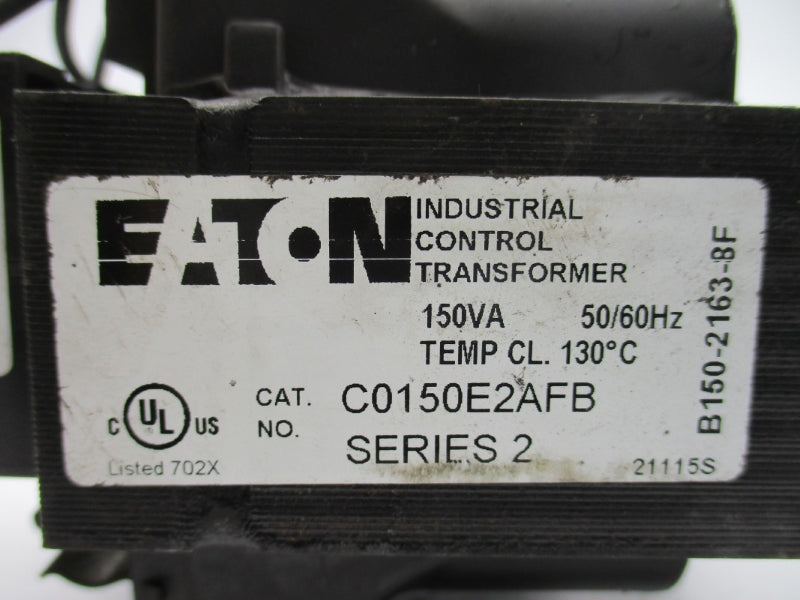 EATON
INDUSTRIAL
CONTROL
TRANSFORMER
150VA 50/60Hz
TEMP CL. 130°C
B150-2163-8F
C UL US
Listed 702X
CAT. NO. C0150E2AFB
SERIES 2
21115S